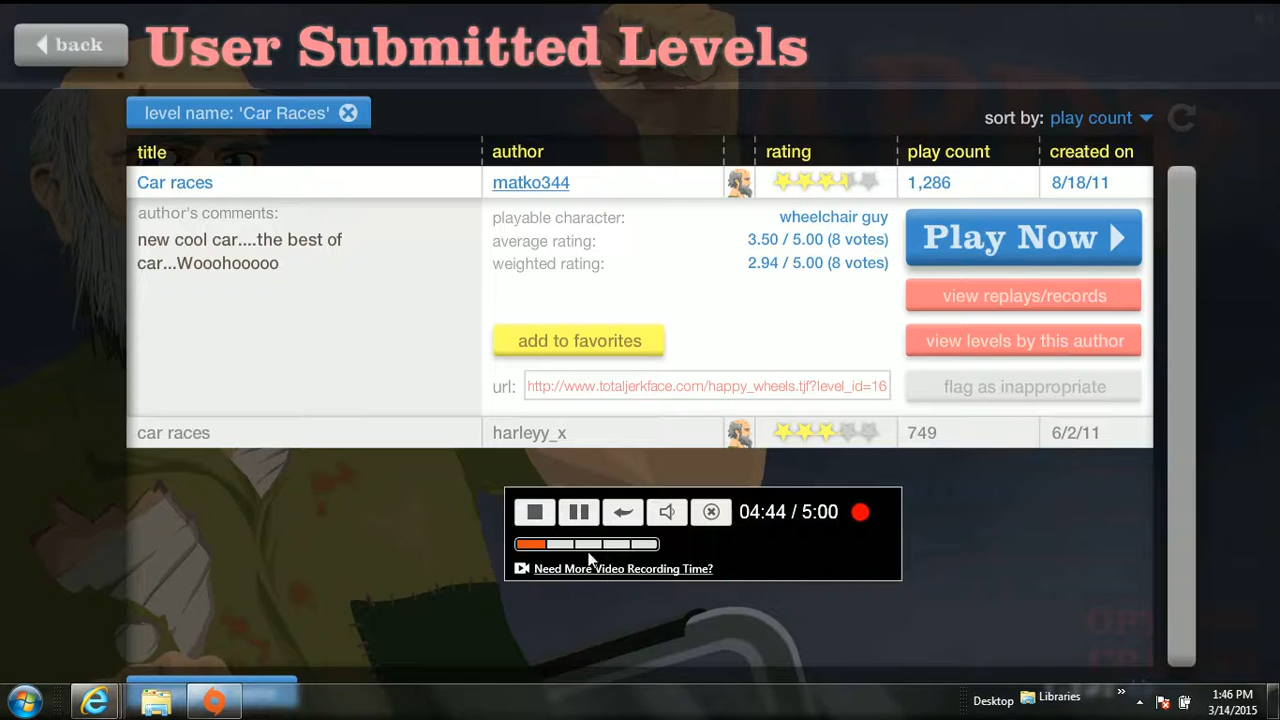 back
User Submitted Levels
level name: 'Car Races'
sort by: play count
title author rating play count created on
Car races matko344 1,286 8/18/11
author's comments:
new cool car....the best of
car...Wooohooooo
playable character: wheelchair guy
average rating: 3.50 / 5.00 (8 votes)
weighted rating: 2.94 / 5.00 (8 votes)
Play Now
view replays/records
add to favorites
view levels by this author
url: http://www.totaljerkface.com/happy_wheels.tjf?level_id=16
flag as inappropriate
car races harleyy_x 749 6/2/11
04:44 / 5:00
Need More Video Recording Time?
Desktop Libraries
1:46 PM
3/14/2015